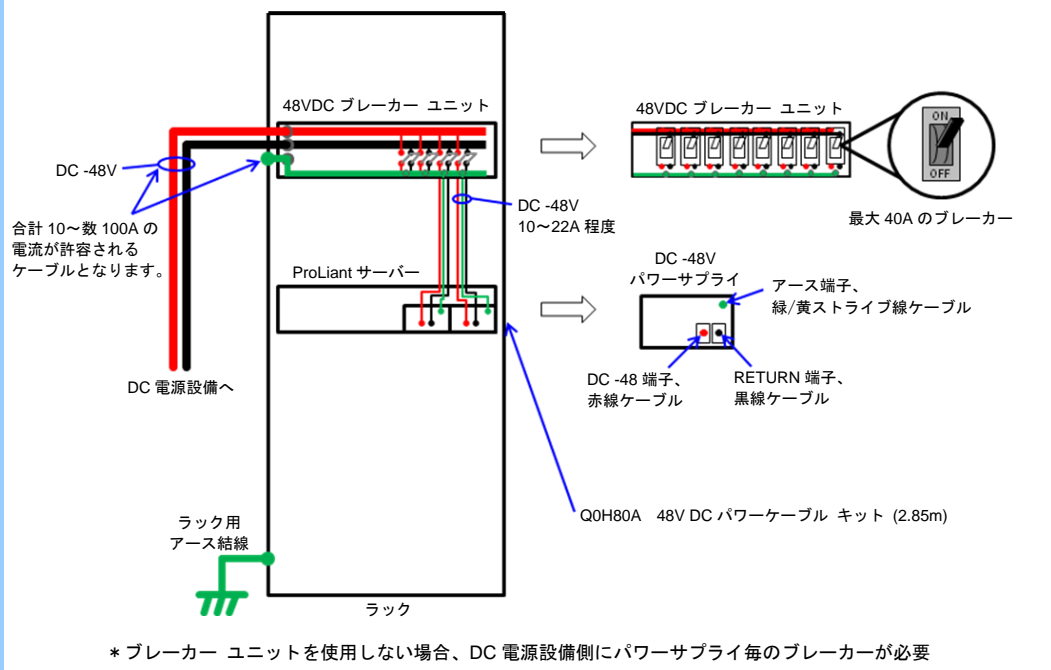 48VDC ブレーカー ユニット
48VDC ブレーカー ユニット
ON
OFF
DC -48V
DC -48V
10～22A 程度
最大 40A のブレーカー
合計 10～数 100A の
電流が許容される
ケーブルとなります。
ProLiant サーバー
DC -48V
パワーサプライ
アース端子、
緑/黄ストライプ線ケーブル
DC 電源設備へ
DC -48 端子、
赤線ケーブル
RETURN 端子、
黒線ケーブル
Q0H80A 48V DC パワーケーブル キット (2.85m)
ラック用
アース結線
ラック
* ブレーカー ユニットを使用しない場合、DC 電源設備側にパワーサプライ毎のブレーカーが必要